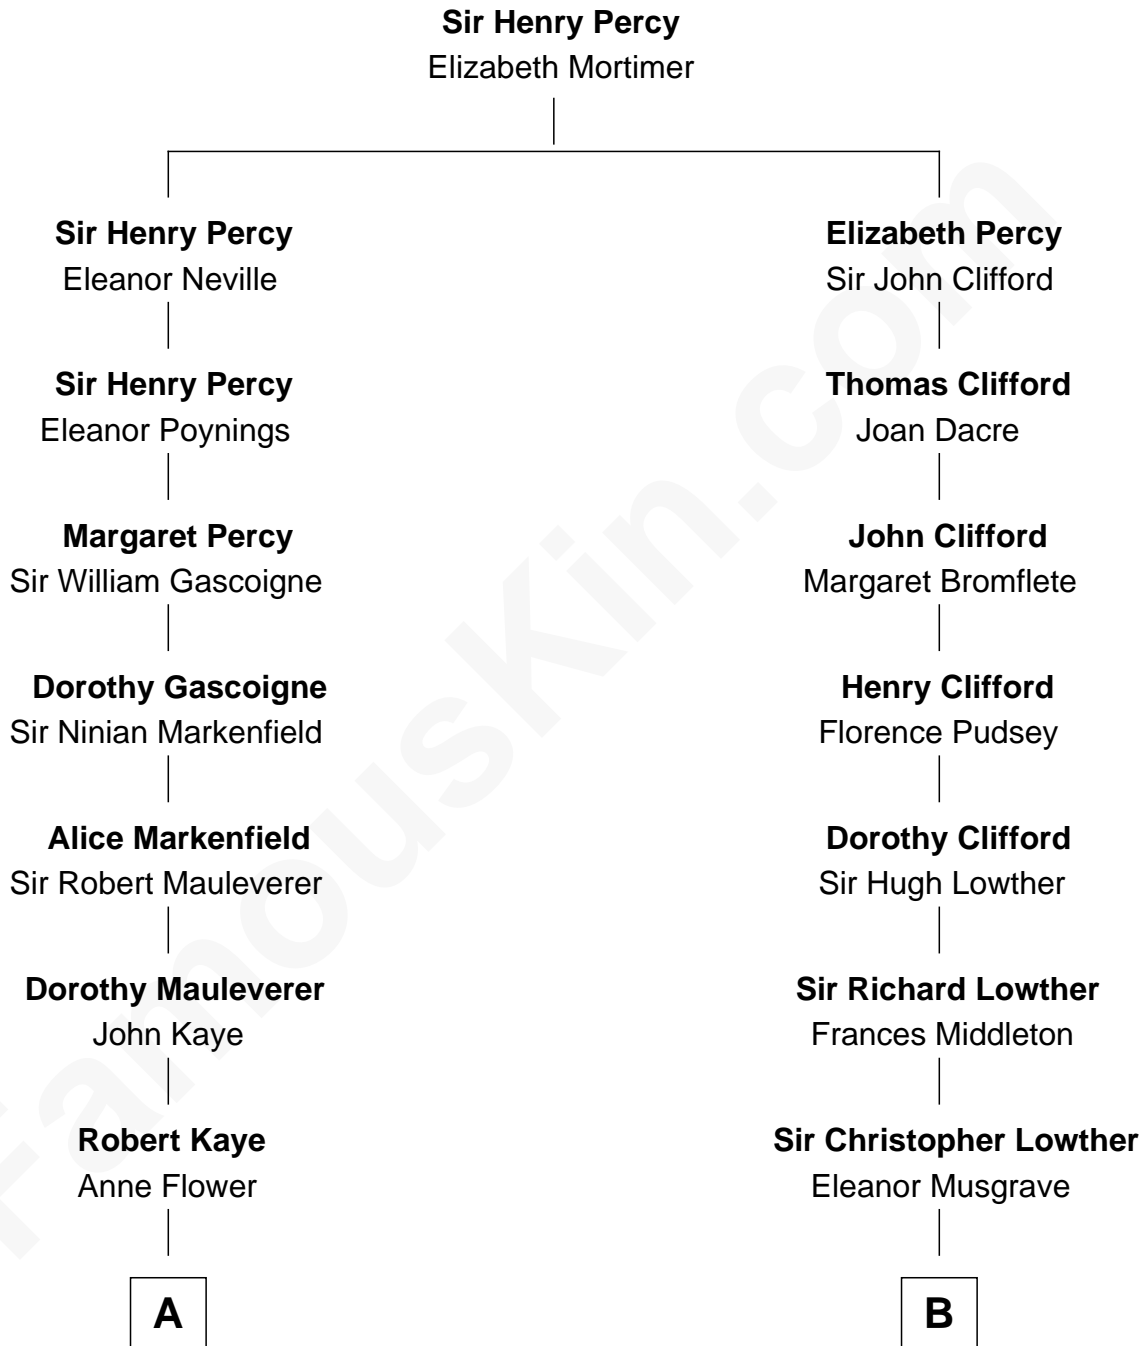 Sir Henry Percy
Elizabeth Mortimer
Sir Henry Percy
Eleanor Neville
Elizabeth Percy
Sir John Clifford
Sir Henry Percy
Eleanor Poynings
Thomas Clifford
Joan Dacre
Margaret Percy
Sir William Gascoigne
John Clifford
Margaret Bromflete
Dorothy Gascoigne
Sir Ninian Markenfield
Henry Clifford
Florence Pudsey
Alice Markenfield
Sir Robert Mauleverer
Dorothy Clifford
Sir Hugh Lowther
Dorothy Mauleverer
John Kaye
Sir Richard Lowther
Frances Middleton
Robert Kaye
Anne Flower
Sir Christopher Lowther
Eleanor Musgrave
A
B
FamousKin.com